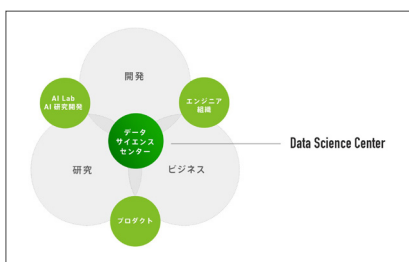 開発
AI Lab
AI 研究開発
エンジニア
組織
データ
サイエンス
センター
Data Science Center
研究
ビジネス
プロダクト